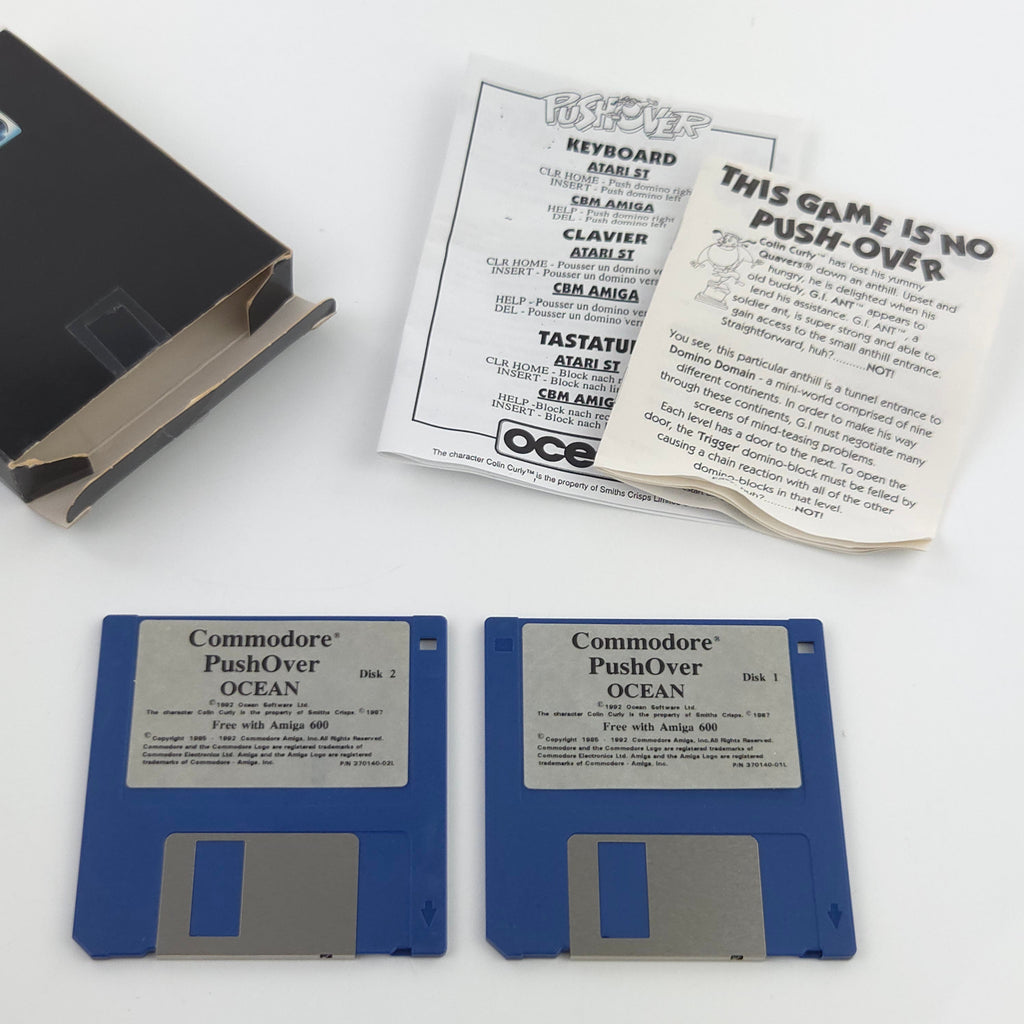 PUSHOVER
KEYBOARD
ATARI ST
CLR HOME - Push domino right
INSERT - Push domino left
CBM AMIGA
HELP - Push domino right
DEL - Push domino left
CLAVIER
ATARI ST
CLR HOME - Pousser un domino
INSERT - Pousser un domino
CBM AMIGA
HELP - Pousser un domino
DEL - Pousser un domino
ATARI ST
CLR HOME - Block nach
INSERT - Block nach
CBM
HELP - Block nach
INSERT - Block nach
The character Colin Curly™ is the property of Smiths Crisps
THIS GAME IS NO
PUSH-OVER
Colin Curly™ has lost his yummy
Quavers® down an anthill. Upset and
hungry, he is delighted when his
old buddy, G.I. ANT™ appears to
lend his assistance. G.I. ANT™, a
soldier ant, is super strong and able to
gain access to the small anthill entrance.
Straightforward, huh?..........NOT!
You see, this particular anthill is a tunnel entrance to
Domino Domain - a mini-world comprised of nine
different continents. In order to make his way
through these continents, G.I must negotiate many
screens of mind-teasing problems.
Each level has a door to the next. To open the
door, the 'Trigger' domino-block must be felled by
causing a chain reaction with all of the other
domino-blocks in that level.
NOT!
Commodore®
PushOver
Disk 2
OCEAN
©1992 Ocean Software Ltd.
The character Colin Curly is the property of Smiths Crisps. ©1987
Free with Amiga 600
©Copyright 1985 - 1992 Commodore Amiga, Inc.All Rights Reserved.
Commodore and the Commodore Logo are registered trademarks of
Commodore Electronics Ltd. Amiga and the Amiga Logo are registered
trademarks of Commodore - Amiga, Inc.
P/N 370140-02L
Commodore®
PushOver
Disk 1
OCEAN
©1992 Ocean Software Ltd.
The character Colin Curly is the property of Smiths Crisps. ©1987
Free with Amiga 600
©Copyright 1985 - 1992 Commodore Amiga, Inc.All Rights Reserved.
Commodore and the Commodore Logo are registered trademarks of
Commodore Electronics Ltd. Amiga and the Amiga Logo are registered
trademarks of Commodore - Amiga, Inc.
P/N 370140-01L